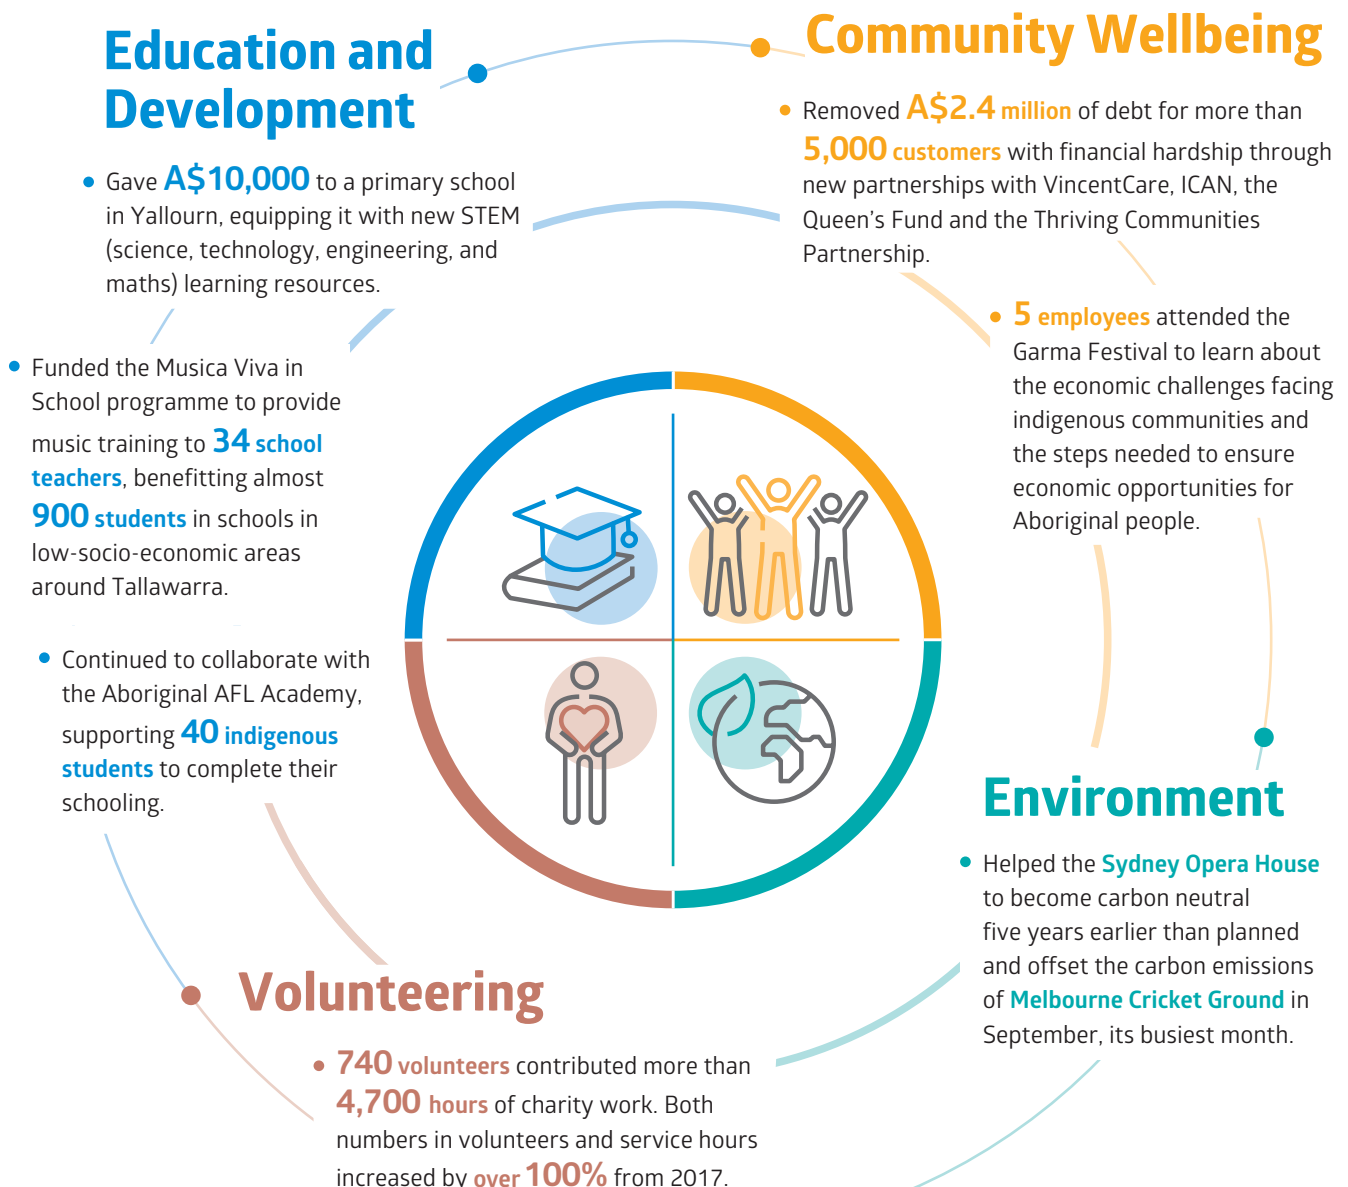 Education and
Development
Gave A$10,000 to a primary school
in Yallourn, equipping it with new STEM
(science, technology, engineering, and
maths) learning resources.
Funded the Musica Viva in
School programme to provide
music training to 34 school
teachers, benefitting almost
900 students in schools in
low-socio-economic areas
around Tallawarra.
Continued to collaborate with
the Aboriginal AFL Academy,
supporting 40 indigenous
students to complete their
schooling.
Community Wellbeing
Removed A$2.4 million of debt for more than
5,000 customers with financial hardship through
new partnerships with VincentCare, ICAN, the
Queen's Fund and the Thriving Communities
Partnership.
5 employees attended the
Garma Festival to learn about
the economic challenges facing
indigenous communities and
the steps needed to ensure
economic opportunities for
Aboriginal people.
Environment
Helped the Sydney Opera House
to become carbon neutral
five years earlier than planned
and offset the carbon emissions
of Melbourne Cricket Ground in
September, its busiest month.
Volunteering
740 volunteers contributed more than
4,700 hours of charity work. Both
numbers in volunteers and service hours
increased by over 100% from 2017.